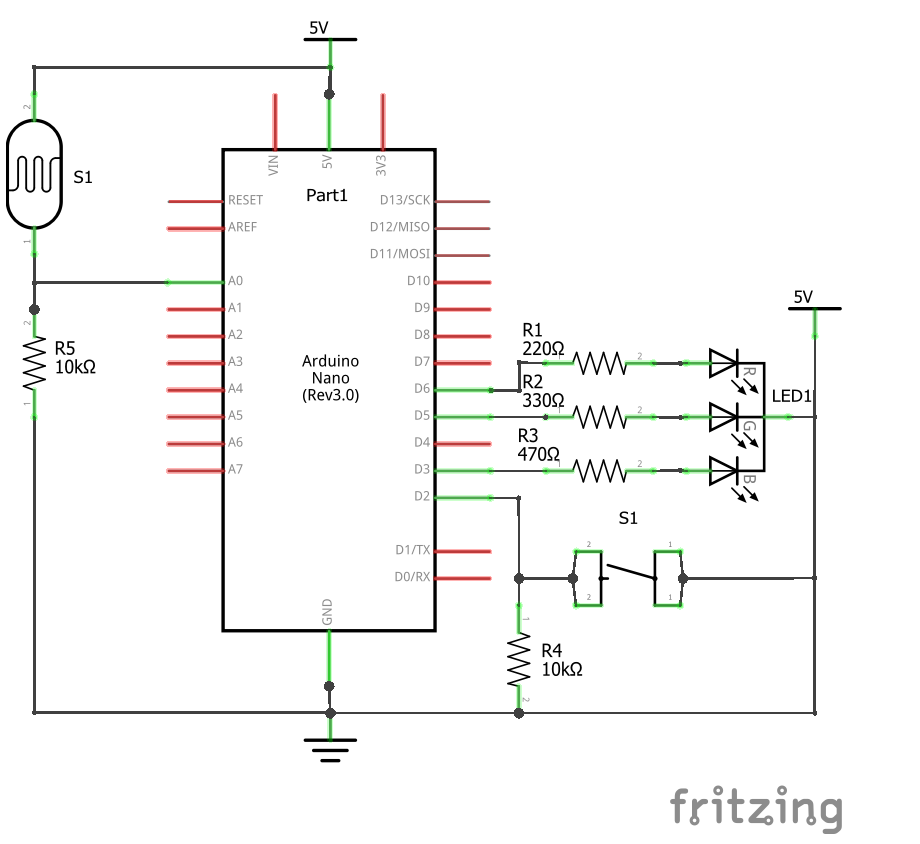 5V
2
S1
1
VIN
5V
3V3
Part1
RESET
AREF
A0
A1
A2
A3
A4
A5
A6
A7
D13/SCK
D12/MISO
D11/MOSI
D10
D9
D8
D7
D6
D5
D4
D3
D2
D1/TX
D0/RX
GND
Arduino
Nano
(Rev3.0)
2
R5
10kΩ
1
R1
220Ω
2
R2
330Ω
1
2
R3
470Ω
1
2
5V
R
G
B
LED1
S1
2
1
2
1
1
R4
10kΩ
2
fritzing